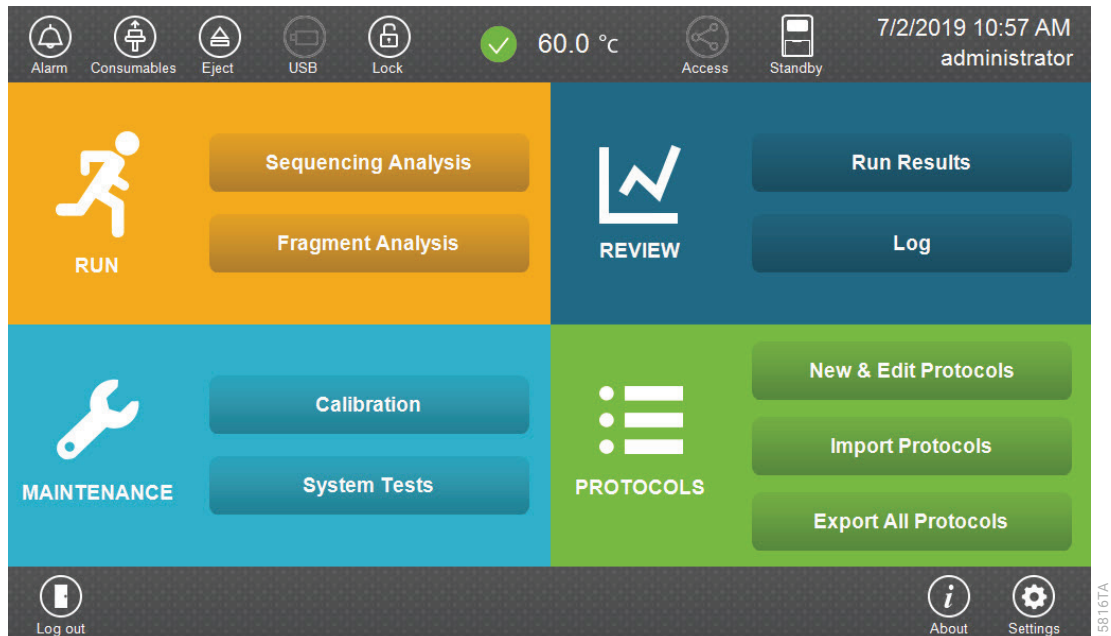 7/2/2019 10:57 AM
60.0 °C
administrator
Alarm
Consumables
Eject
USB
Lock
Access
Standby
Sequencing Analysis
Fragment Analysis
RUN
Run Results
Log
REVIEW
Calibration
System Tests
MAINTENANCE
New & Edit Protocols
Import Protocols
Export All Protocols
PROTOCOLS
Log out
i
About
Settings
5816TA